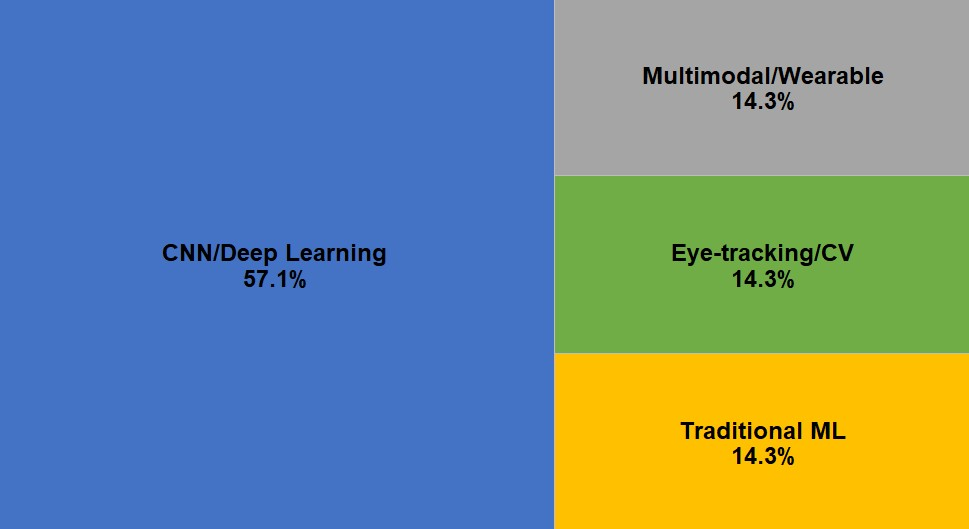 CNN/Deep Learning
57.1%
Multimodal/Wearable
14.3%
Eye-tracking/CV
14.3%
Traditional ML
14.3%